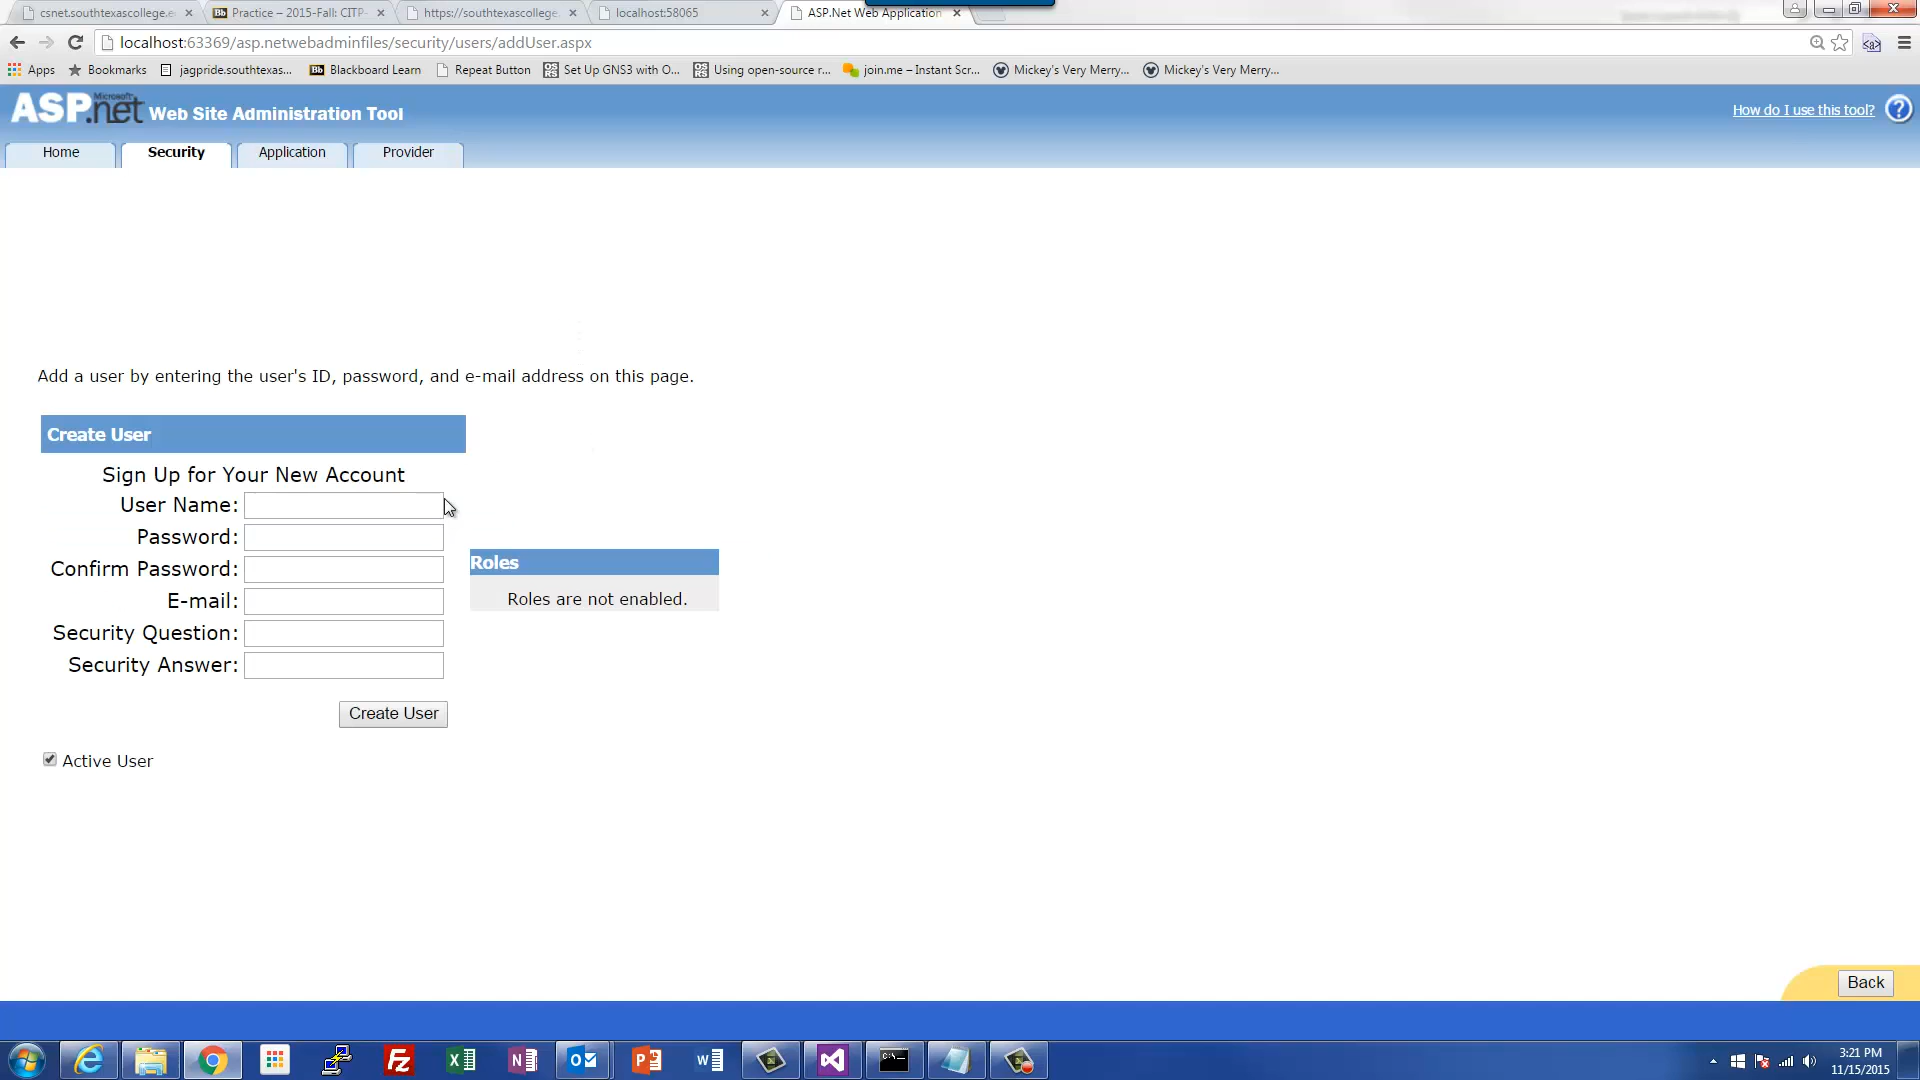 csnet.southtexascollege.e
Practice – 2015-Fall: CITP-
https://southtexascollege.
localhost:58065
ASP.Net Web Application
localhost:63369/asp.netwebadminfiles/security/users/addUser.aspx
Apps
Bookmarks
jagpride.southtexas...
Bb
Blackboard Learn
Repeat Button
Set Up GNS3 with O...
Using open-source r...
join.me – Instant Scr...
Mickey's Very Merry...
Mickey's Very Merry...
Microsoft
ASP.net Web Site Administration Tool
How do I use this tool?
Home
Security
Application
Provider
Add a user by entering the user's ID, password, and e-mail address on this page.
Create User
Sign Up for Your New Account
User Name:
Password:
Confirm Password:
E-mail:
Security Question:
Security Answer:
Create User
Active User
Roles
Roles are not enabled.
Back
3:21 PM
11/15/2015